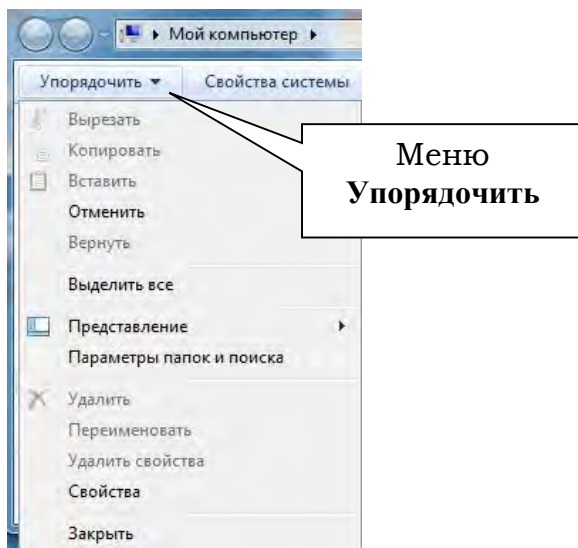 Мой компьютер
Упорядочить Свойства системы
Вырезать
Копировать
Вставить
Отменить
Вернуть
Выделить все
Представление
Параметры папок и поиска
Удалить
Переименовать
Удалить свойства
Свойства
Закрыть
Меню
Упорядочить